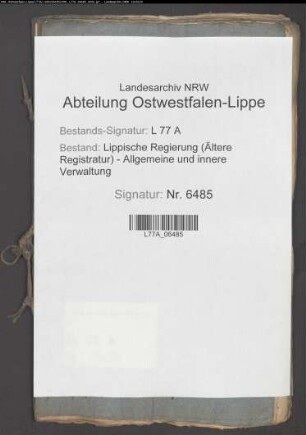 Landesarchiv NRW
Abteilung Ostwestfalen-Lippe
Bestands-Signatur: L 77 A
Bestand: Lippische Regierung (Ältere
Registratur) - Allgemeine und innere
Verwaltung
Signatur: Nr. 6485
L77A_06485